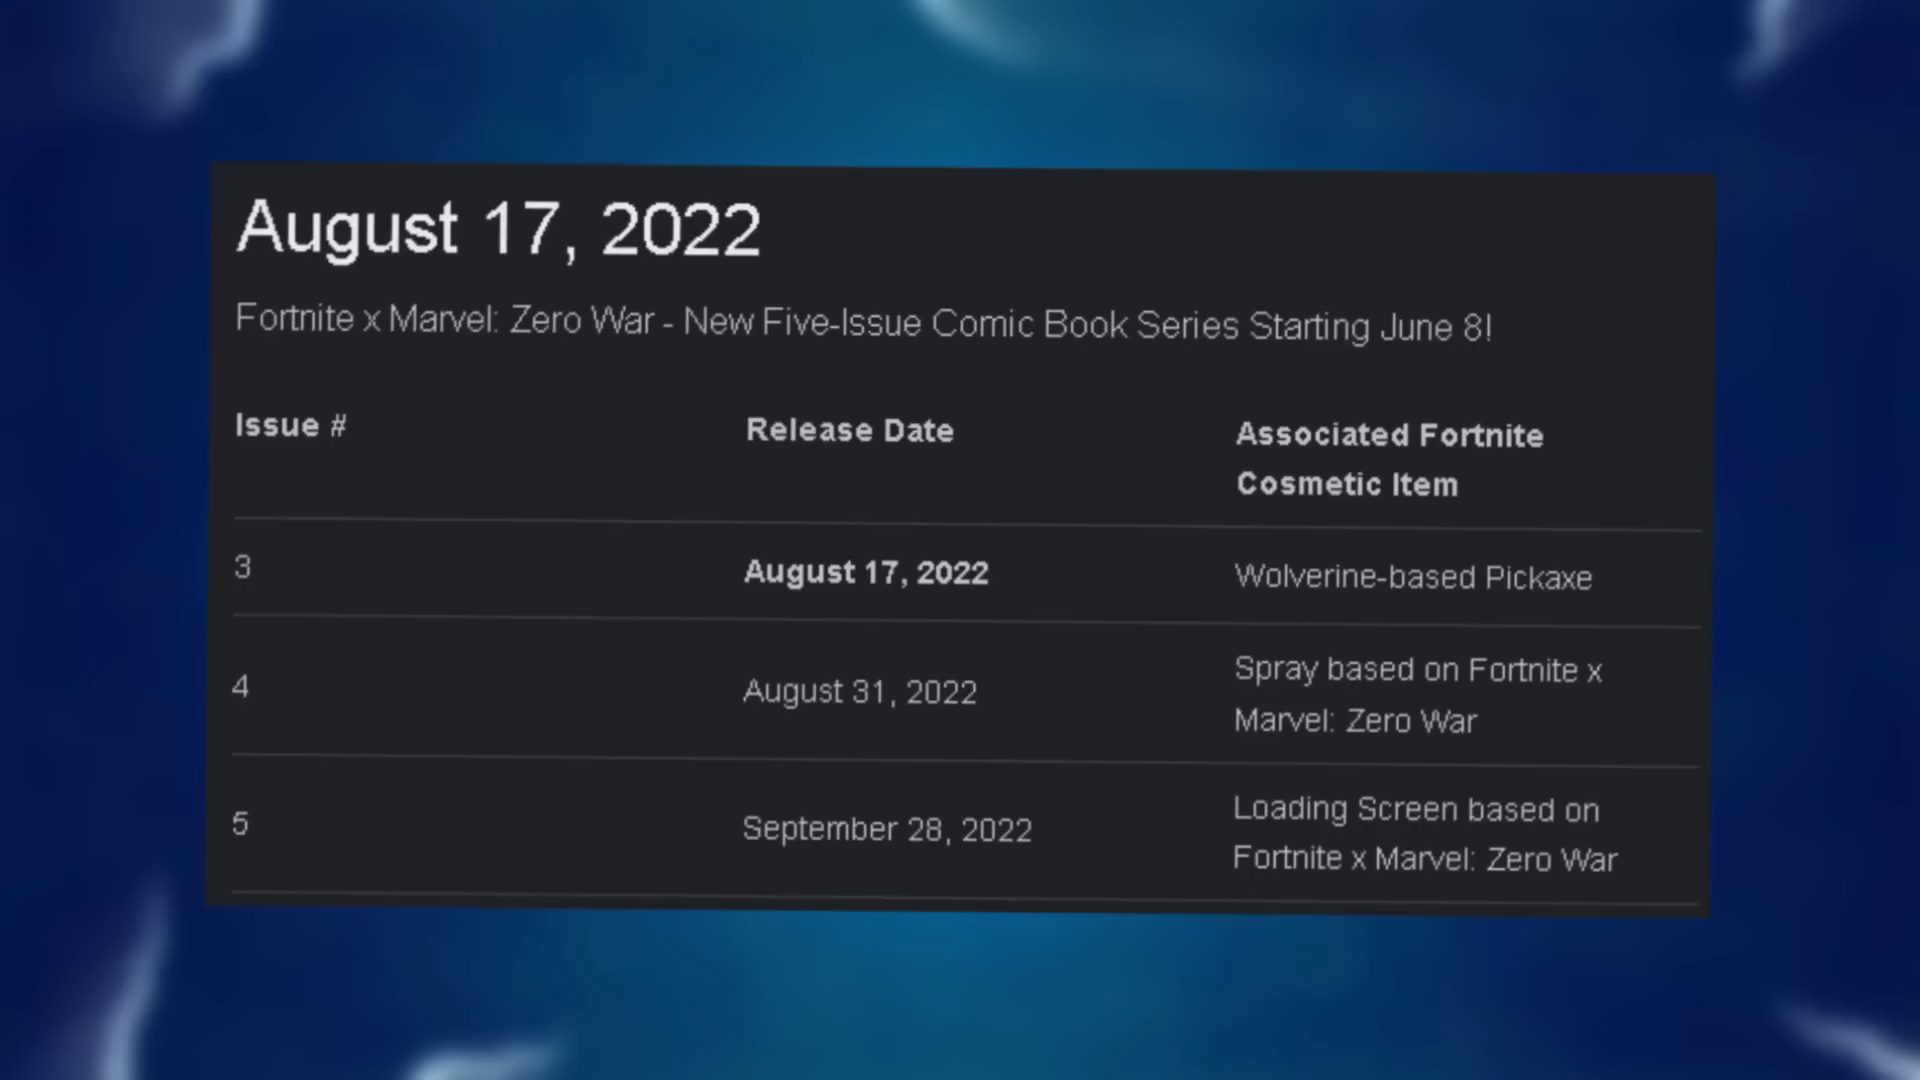 August 17, 2022
Fortnite x Marvel: Zero War - New Five-Issue Comic Book Series Starting June 8!
Issue #
Release Date
Associated Fortnite
Cosmetic Item
3
August 17, 2022
Wolverine-based Pickaxe
4
August 31, 2022
Spray based on Fortnite x
Marvel: Zero War
5
September 28, 2022
Loading Screen based on
Fortnite x Marvel: Zero War